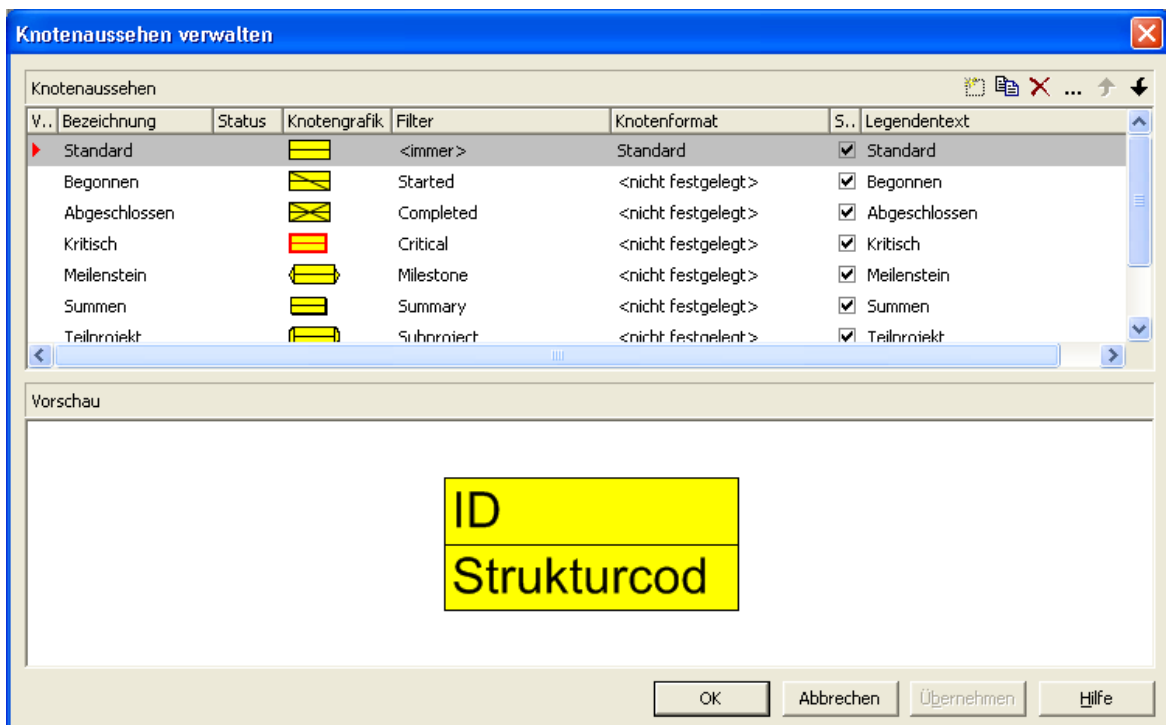 Knotenaussehen verwalten
Knotenaussehen
V.. Bezeichnung Status Knotengrafik Filter Knotenformat S.. Legendentext
Standard <immer> Standard Standard
Begonnen Started <nicht festgelegt> Begonnen
Abgeschlossen Completed <nicht festgelegt> Abgeschlossen
Kritisch Critical <nicht festgelegt> Kritisch
Meilenstein Milestone <nicht festgelegt> Meilenstein
Summen Summary <nicht festgelegt> Summen
Teilprojekt Subproject <nicht festgelegt> Teilprojekt
Vorschau
ID
Strukturcod
OK Abbrechen Übernehmen Hilfe